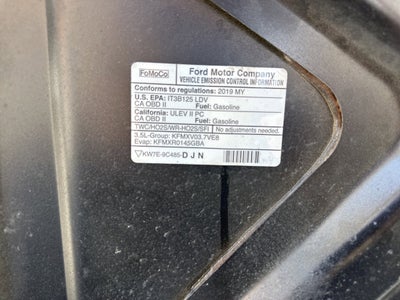 FoMoCo
Ford Motor Company
VEHICLE EMISSION CONTROL INFORMATION
Conforms to regulations: 2019 MY
U.S. EPA: IT3B125 LDV
CA OBD II Fuel: Gasoline
California: ULEV II PC
CA OBD II Fuel: Gasoline
TWC/HO2S/WR-HO2S/SFI No adjustments needed.
3.5L-Group: KFMXV03.7VE8
Evap: KFMXR0145GBA
KW7E-9C485-DJN